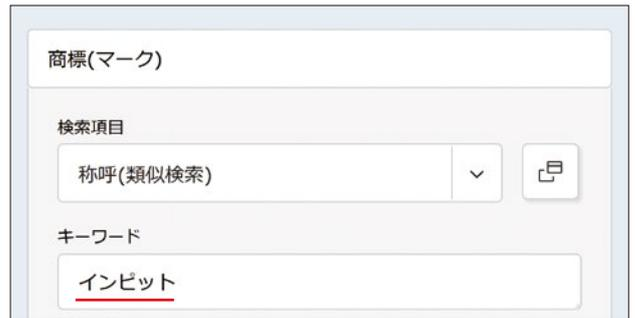 商標(マーク)
検索項目
称呼(類似検索)
キーワード
インピット